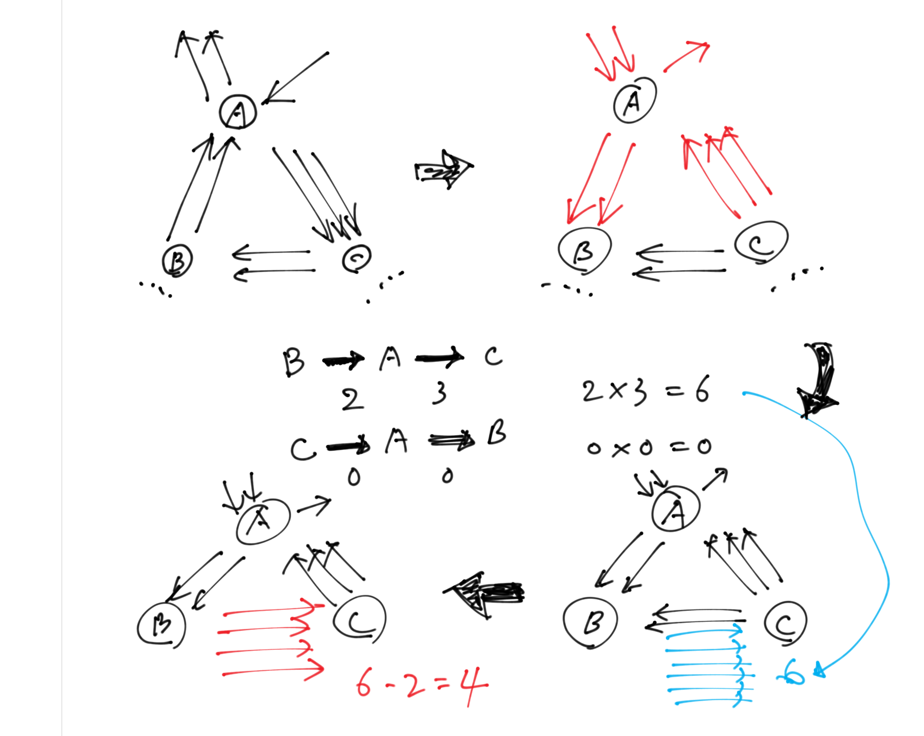 A
B
C
A
B
C
B → A → C
2 3
2 × 3 = 6
C → A ⇒ B
0 0
0 × 0 = 0
A
B
C
6 - 2 = 4
A
B
C
6